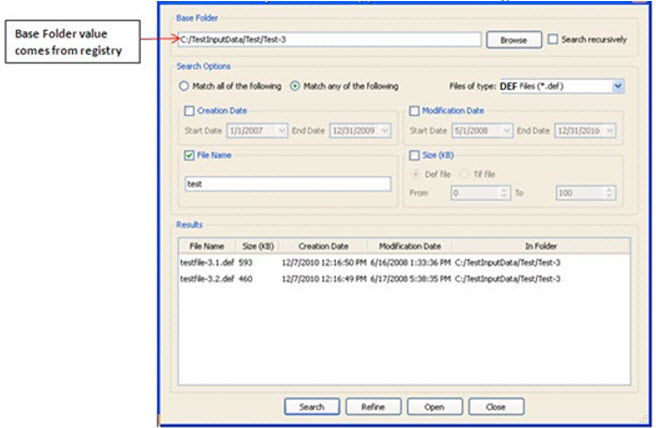 Base Folder value
comes from registry
Base Folder
C:/TestInputData/Test/Test-3
Browse
Search recursively
Search Options
Match all of the following
Match any of the following
Files of type:
DEF Files (*.def)
Creation Date
Start Date 1/1/2007 End Date 12/31/2009
Modification Date
Start Date 5/1/2008 End Date 12/31/2010
File Name
test
Size (KB)
Def file
Tif file
From 0 To 100
Results
File Name Size (KB) Creation Date Modification Date In Folder
testfile-3.1.def 593 12/7/2010 12:16:50 PM 6/16/2008 1:33:36 PM C:/TestInputData/Test/Test-3
testfile-3.2.def 460 12/7/2010 12:16:49 PM 6/17/2008 5:38:35 PM C:/TestInputData/Test/Test-3
Search
Refine
Open
Close